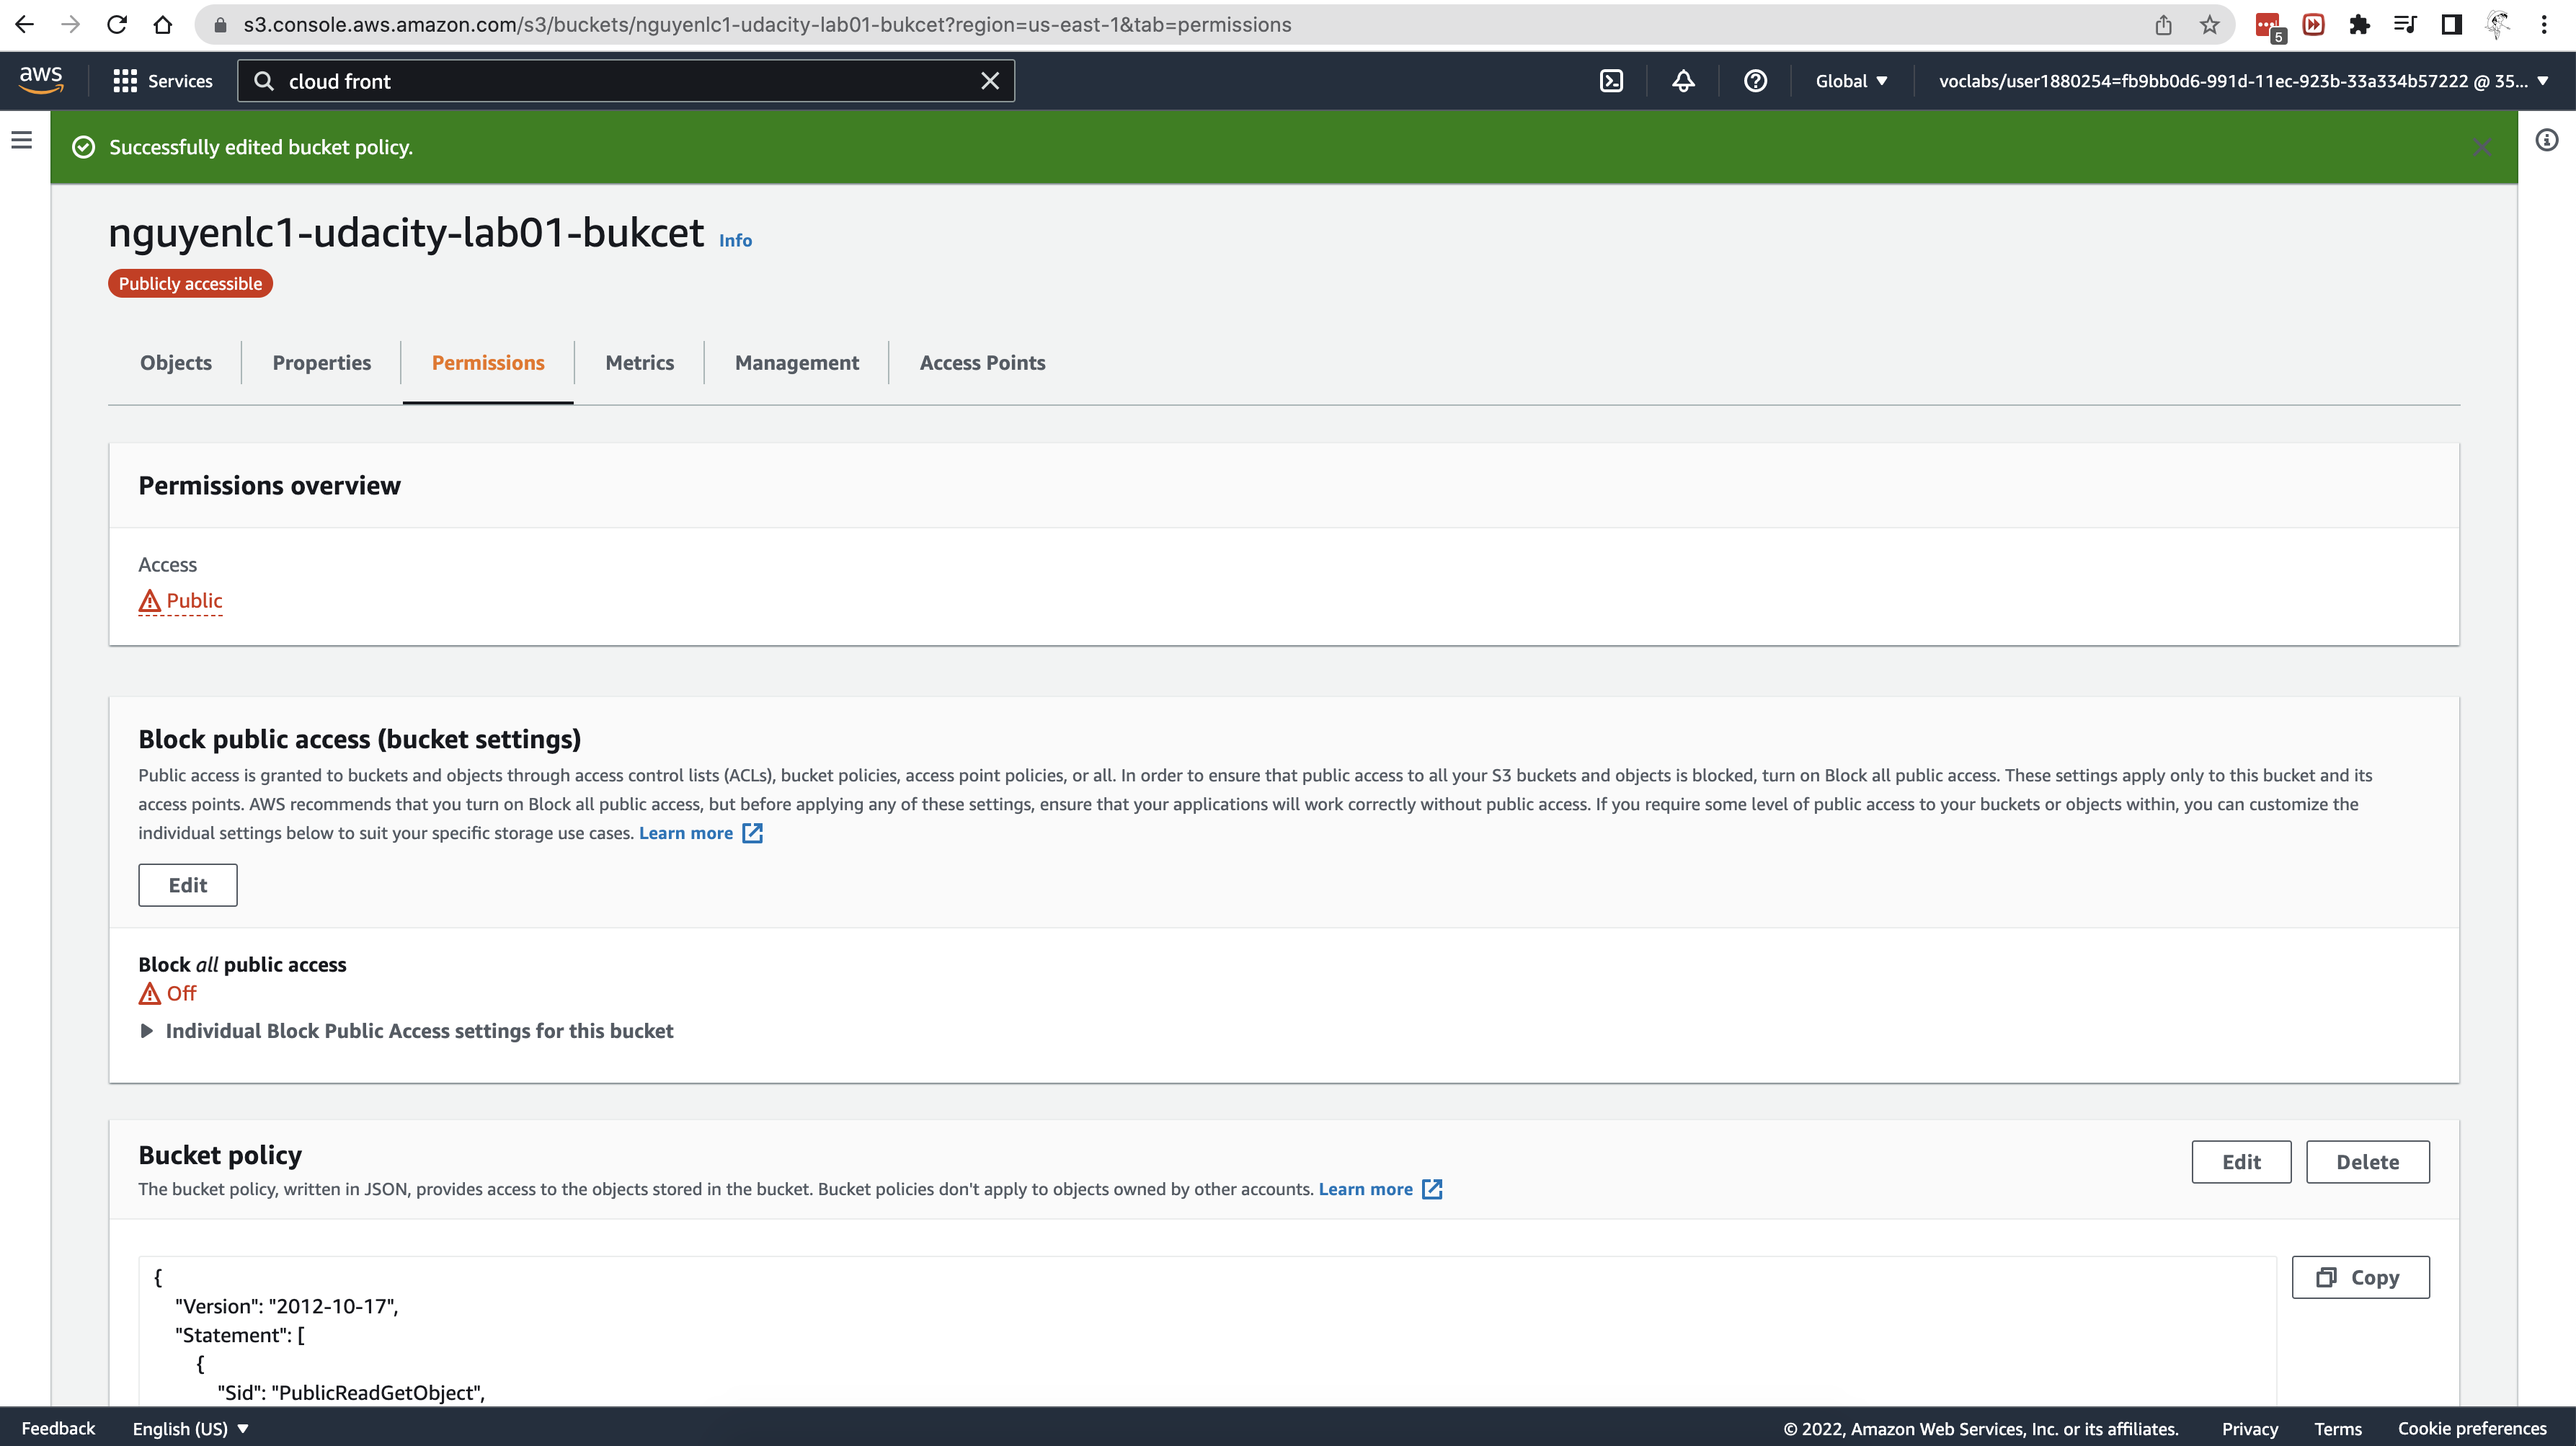 s3.console.aws.amazon.com/s3/buckets/nguyenlc1-udacity-lab01-bukcet?region=us-east-1&tab=permissions
5
aws
Services
cloud front
Global
voclabs/user1880254=fb9bb0d6-991d-11ec-923b-33a334b57222 @ 35...
Successfully edited bucket policy.
nguyenlc1-udacity-lab01-bukcet Info
Publicly accessible
Objects
Properties
Permissions
Metrics
Management
Access Points
Permissions overview
Access
Public
Block public access (bucket settings)
Public access is granted to buckets and objects through access control lists (ACLs), bucket policies, access point policies, or all. In order to ensure that public access to all your S3 buckets and objects is blocked, turn on Block all public access. These settings apply only to this bucket and its
access points. AWS recommends that you turn on Block all public access, but before applying any of these settings, ensure that your applications will work correctly without public access. If you require some level of public access to your buckets or objects within, you can customize the
individual settings below to suit your specific storage use cases. Learn more
Edit
Block all public access
Off
Individual Block Public Access settings for this bucket
Bucket policy
Edit
Delete
The bucket policy, written in JSON, provides access to the objects stored in the bucket. Bucket policies don't apply to objects owned by other accounts. Learn more
Copy
{
"Version": "2012-10-17",
"Statement": [
{
"Sid": "PublicReadGetObject",
Feedback
English (US)
© 2022, Amazon Web Services, Inc. or its affiliates.
Privacy
Terms
Cookie preferences